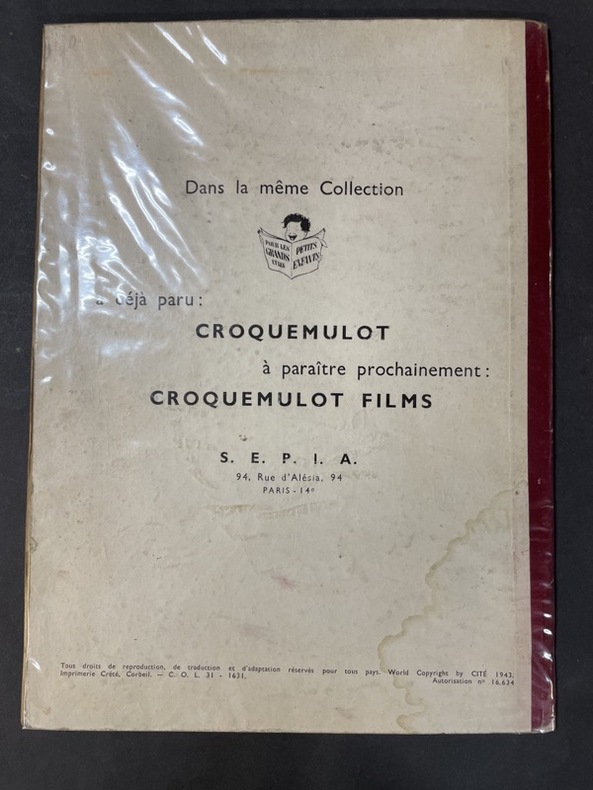 Dans la même Collection
POUR LES GRANDS
PETITS ENFANTS
a déjà paru :
CROQUEMULOT
à paraître prochainement :
CROQUEMULOT FILMS
S. E. P. I. A.
94, Rue d'Alésia, 94
PARIS - 14e
Tous droits de reproduction, de traduction et d'adaptation réservés pour tous pays. World Copyright by CITÉ 1943.
Imprimerie Crété, Corbeil. — C. O. L. 31 - 1631. Autorisation nº 16.634